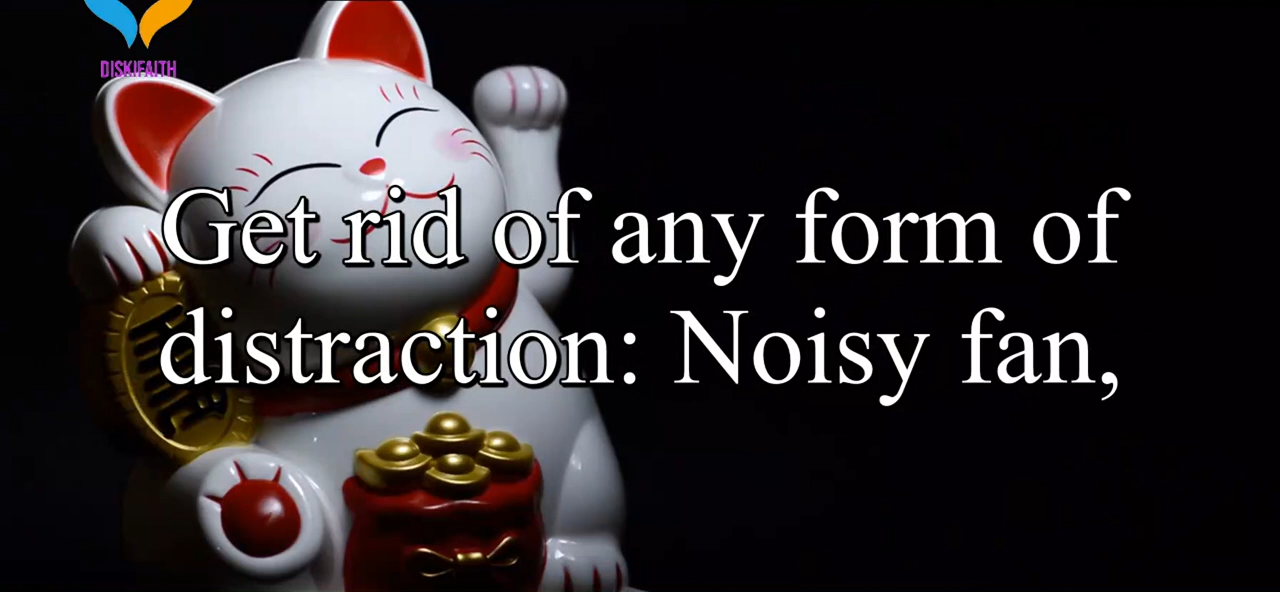 DISKIFAITH
Get rid of any form of
distraction: Noisy fan,